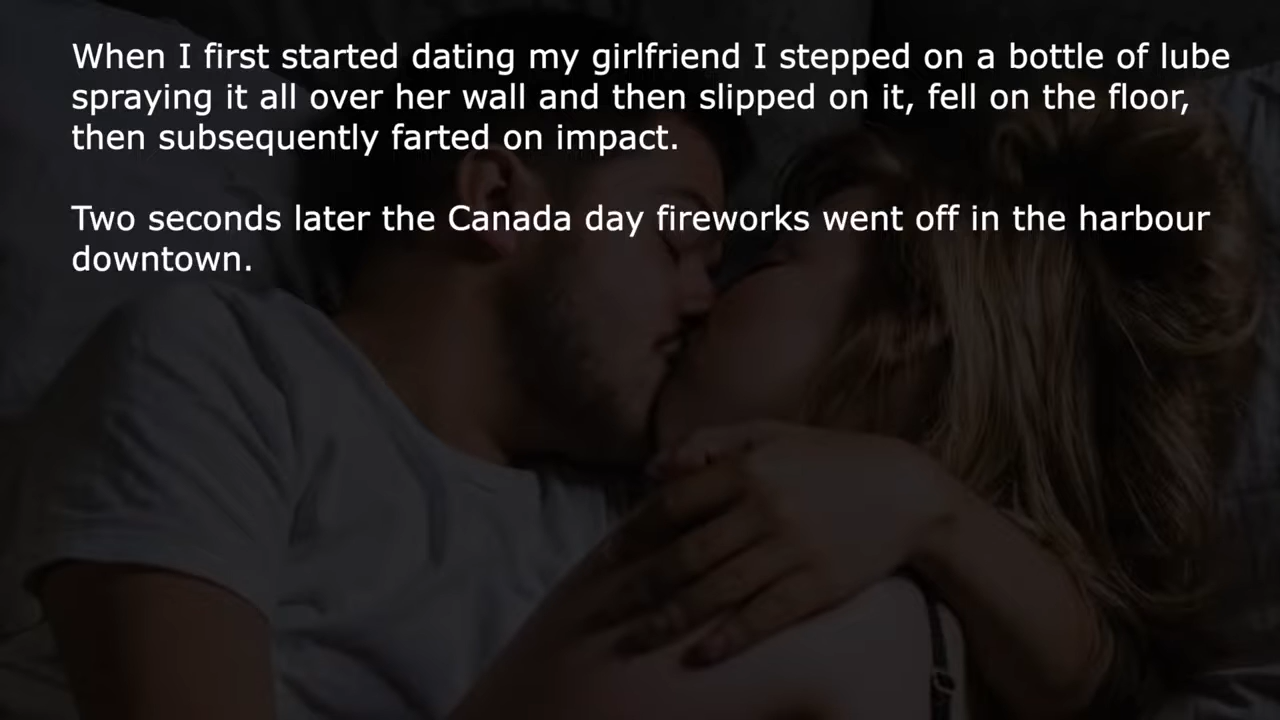 When I first started dating my girlfriend I stepped on a bottle of lube
spraying it all over her wall and then slipped on it, fell on the floor,
then subsequently farted on impact.
Two seconds later the Canada day fireworks went off in the harbour
downtown.